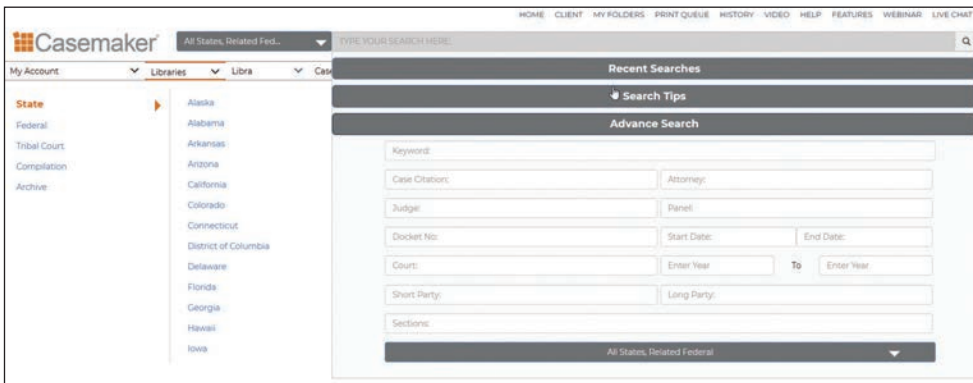 HOME CLIENT MY FOLDERS PRINT QUEUE HISTORY VIDEO HELP FEATURES WEBINAR LIVE CHAT
Casemaker
All States, Related Fed...
TYPE YOUR SEARCH HERE.
My Account Libraries Libra Case
State
Federal
Tribal Court
Compilation
Archive
Alaska
Alabama
Arkansas
Arizona
California
Colorado
Connecticut
District of Columbia
Delaware
Florida
Georgia
Hawaii
Iowa
Recent Searches
Search Tips
Advance Search
Keyword:
Case Citation: Attorney:
Judge: Panel:
Docket No: Start Date: End Date:
Court: Enter Year To Enter Year
Short Party: Long Party:
Sections:
All States, Related Federal